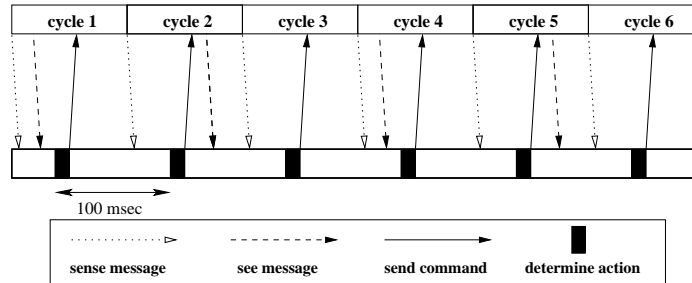 cycle 1 cycle 2 cycle 3 cycle 4 cycle 5 cycle 6
100 msec
sense message see message send command determine action